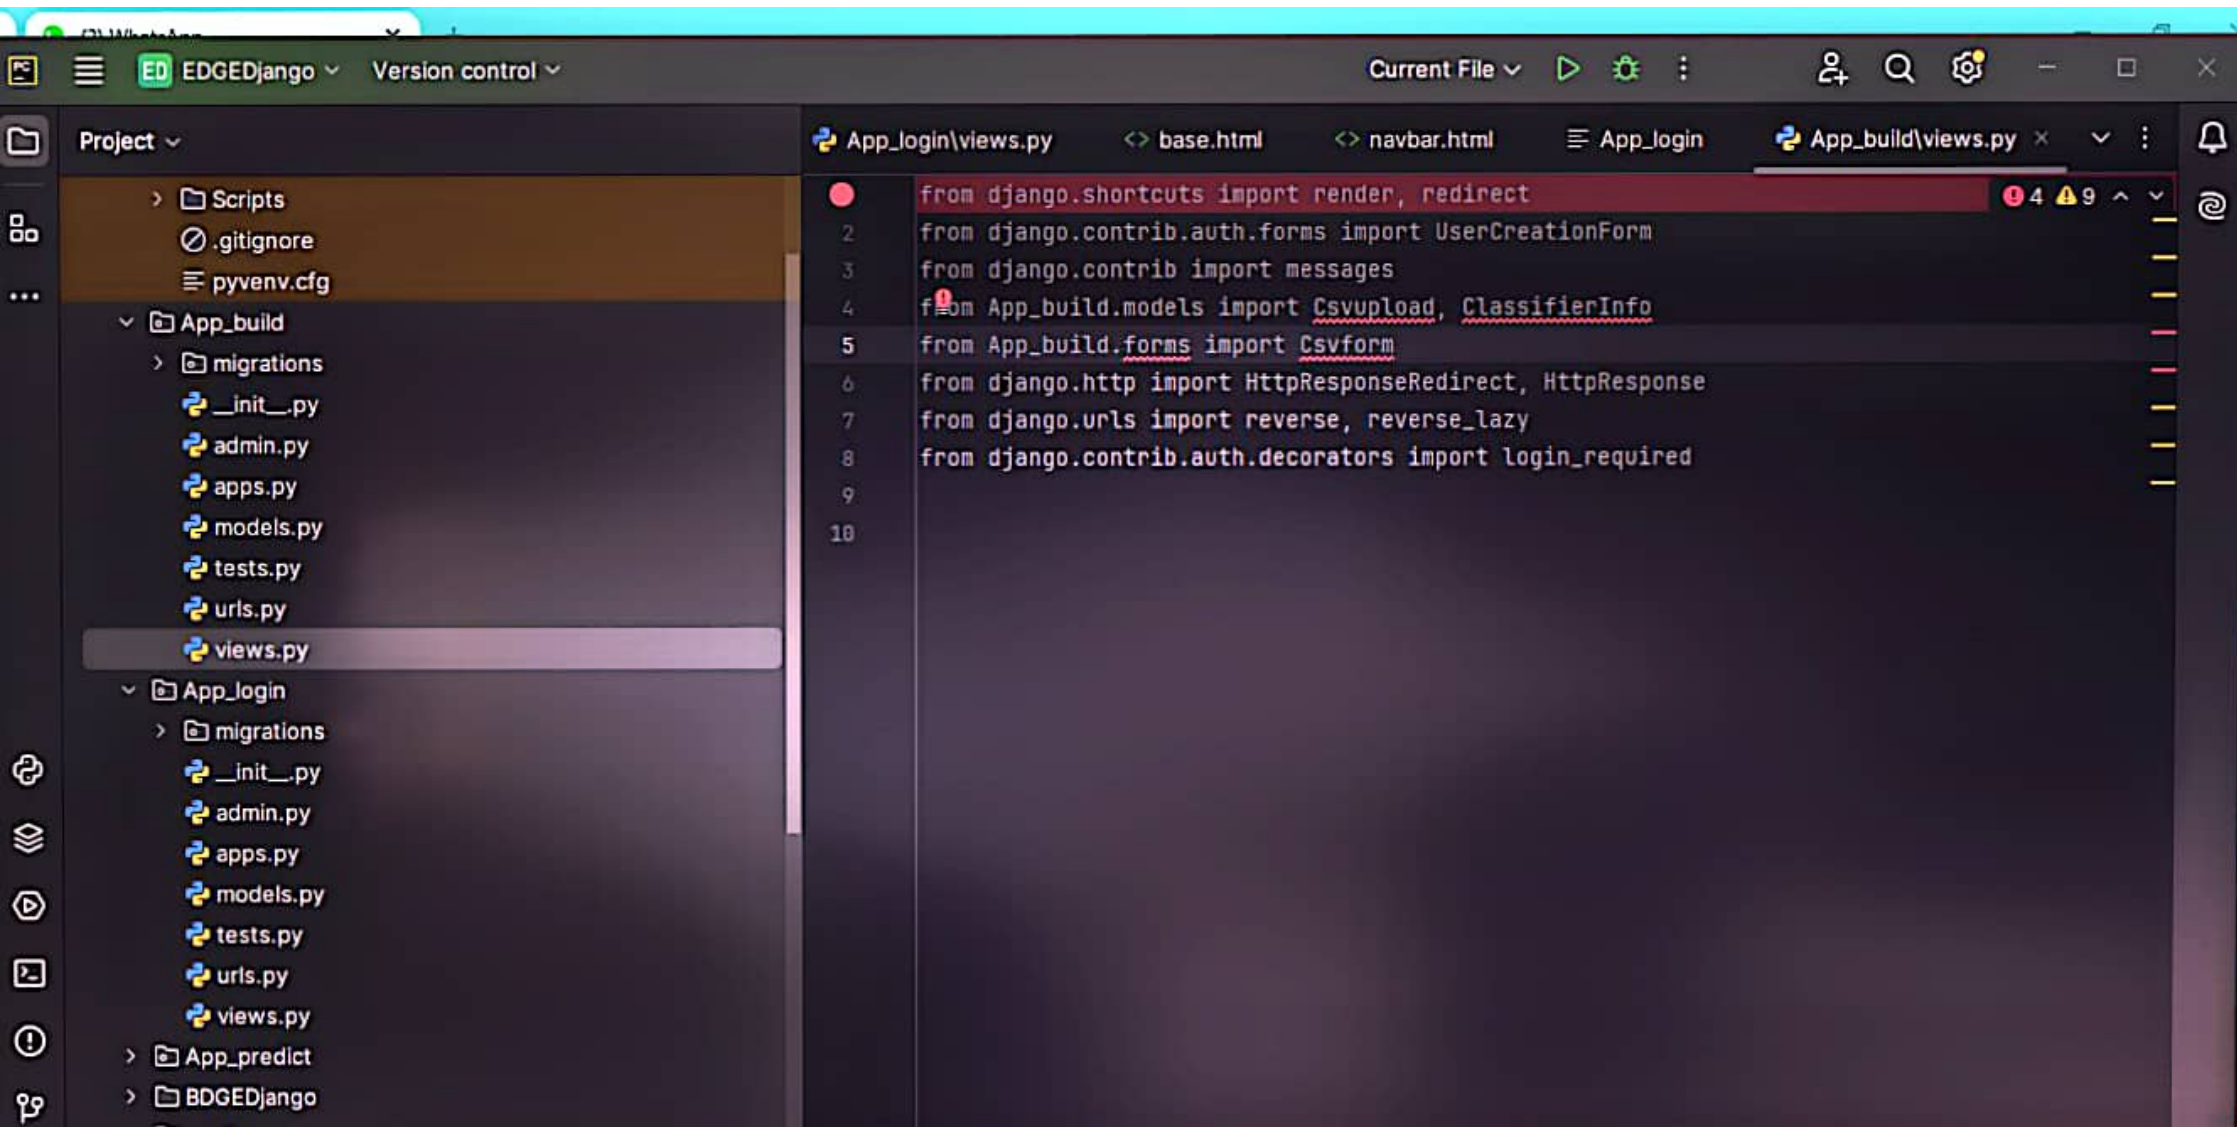 (2) WhatsApp
PC
ED EDGEDjango Version control Current File
Project
App_login\views.py base.html navbar.html App_login App_build\views.py
Scripts
.gitignore
pyvenv.cfg
App_build
migrations
__init__.py
admin.py
apps.py
models.py
tests.py
urls.py
views.py
App_login
migrations
__init__.py
admin.py
apps.py
models.py
tests.py
urls.py
views.py
App_predict
BDGEDjango
from django.shortcuts import render, redirect 4 9
2 from django.contrib.auth.forms import UserCreationForm
3 from django.contrib import messages
4 from App_build.models import Csvupload, ClassifierInfo
5 from App_build.forms import Csvform
6 from django.http import HttpResponseRedirect, HttpResponse
7 from django.urls import reverse, reverse_lazy
8 from django.contrib.auth.decorators import login_required
9
10